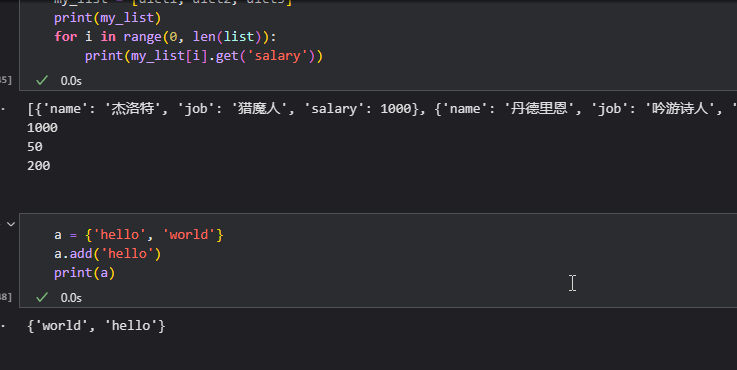 my_list = [dict1, dict2, dict3]
print(my_list)
for i in range(0, len(list)):
    print(my_list[i].get('salary'))
0.0s
[{'name': '杰洛特', 'job': '猎魔人', 'salary': 1000}, {'name': '丹德里恩', 'job': '吟游诗人', '
1000
50
200
a = {'hello', 'world'}
a.add('hello')
print(a)
48]
0.0s
{'world', 'hello'}